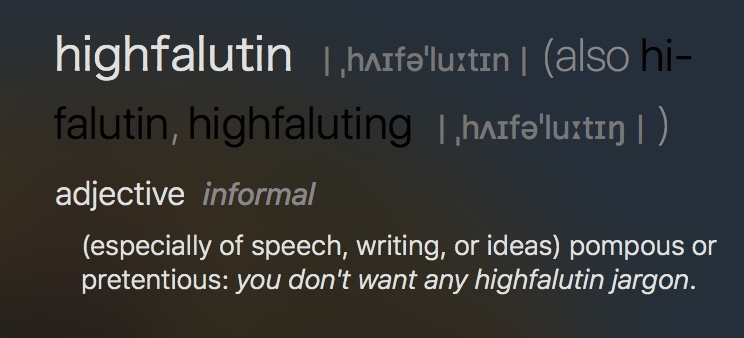 highfalutin | ˌhʌɪfəˈluːtɪn | (also hi-
falutin, highfaluting | ˌhʌɪfəˈluːtɪŋ | )
adjective informal
(especially of speech, writing, or ideas) pompous or
pretentious: you don't want any highfalutin jargon.